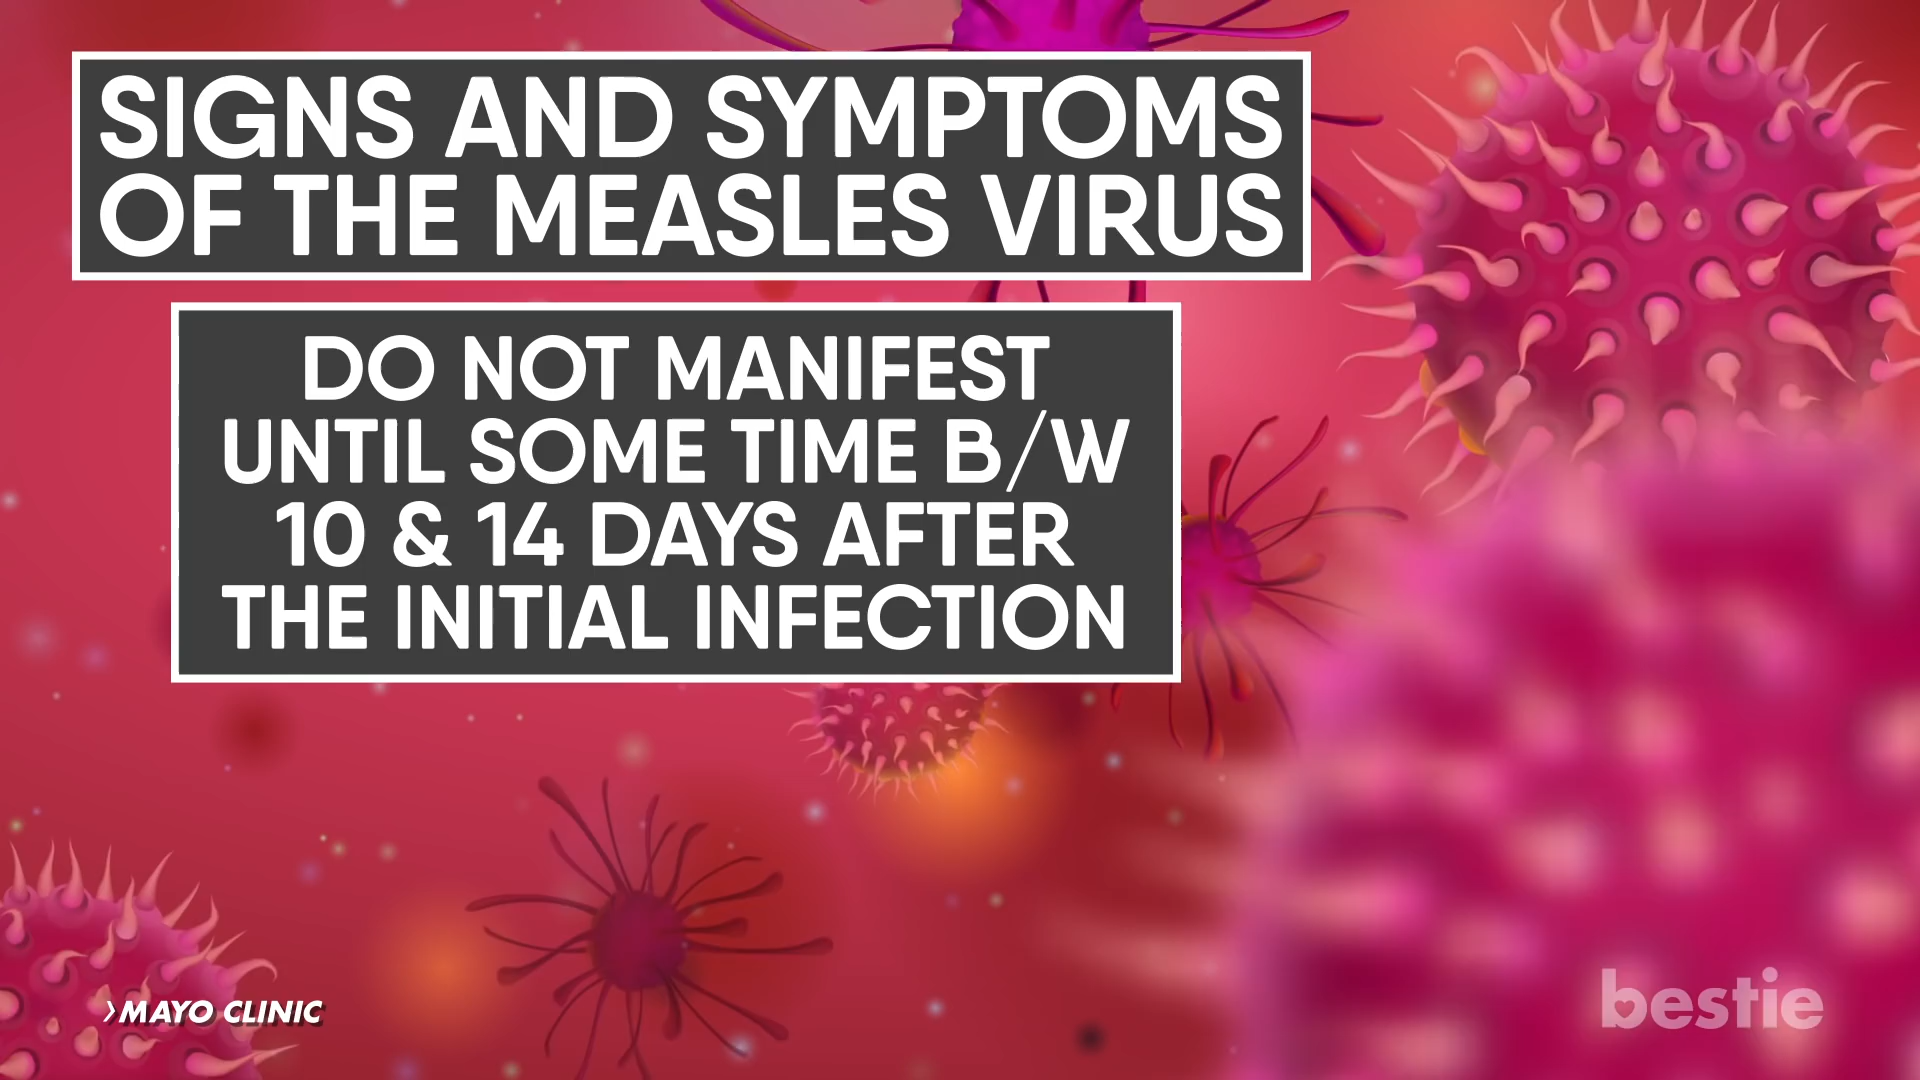 SIGNS AND SYMPTOMS
OF THE MEASLES VIRUS
DO NOT MANIFEST
UNTIL SOME TIME B/W
10 & 14 DAYS AFTER
THE INITIAL INFECTION
›MAYO CLINIC
bestie